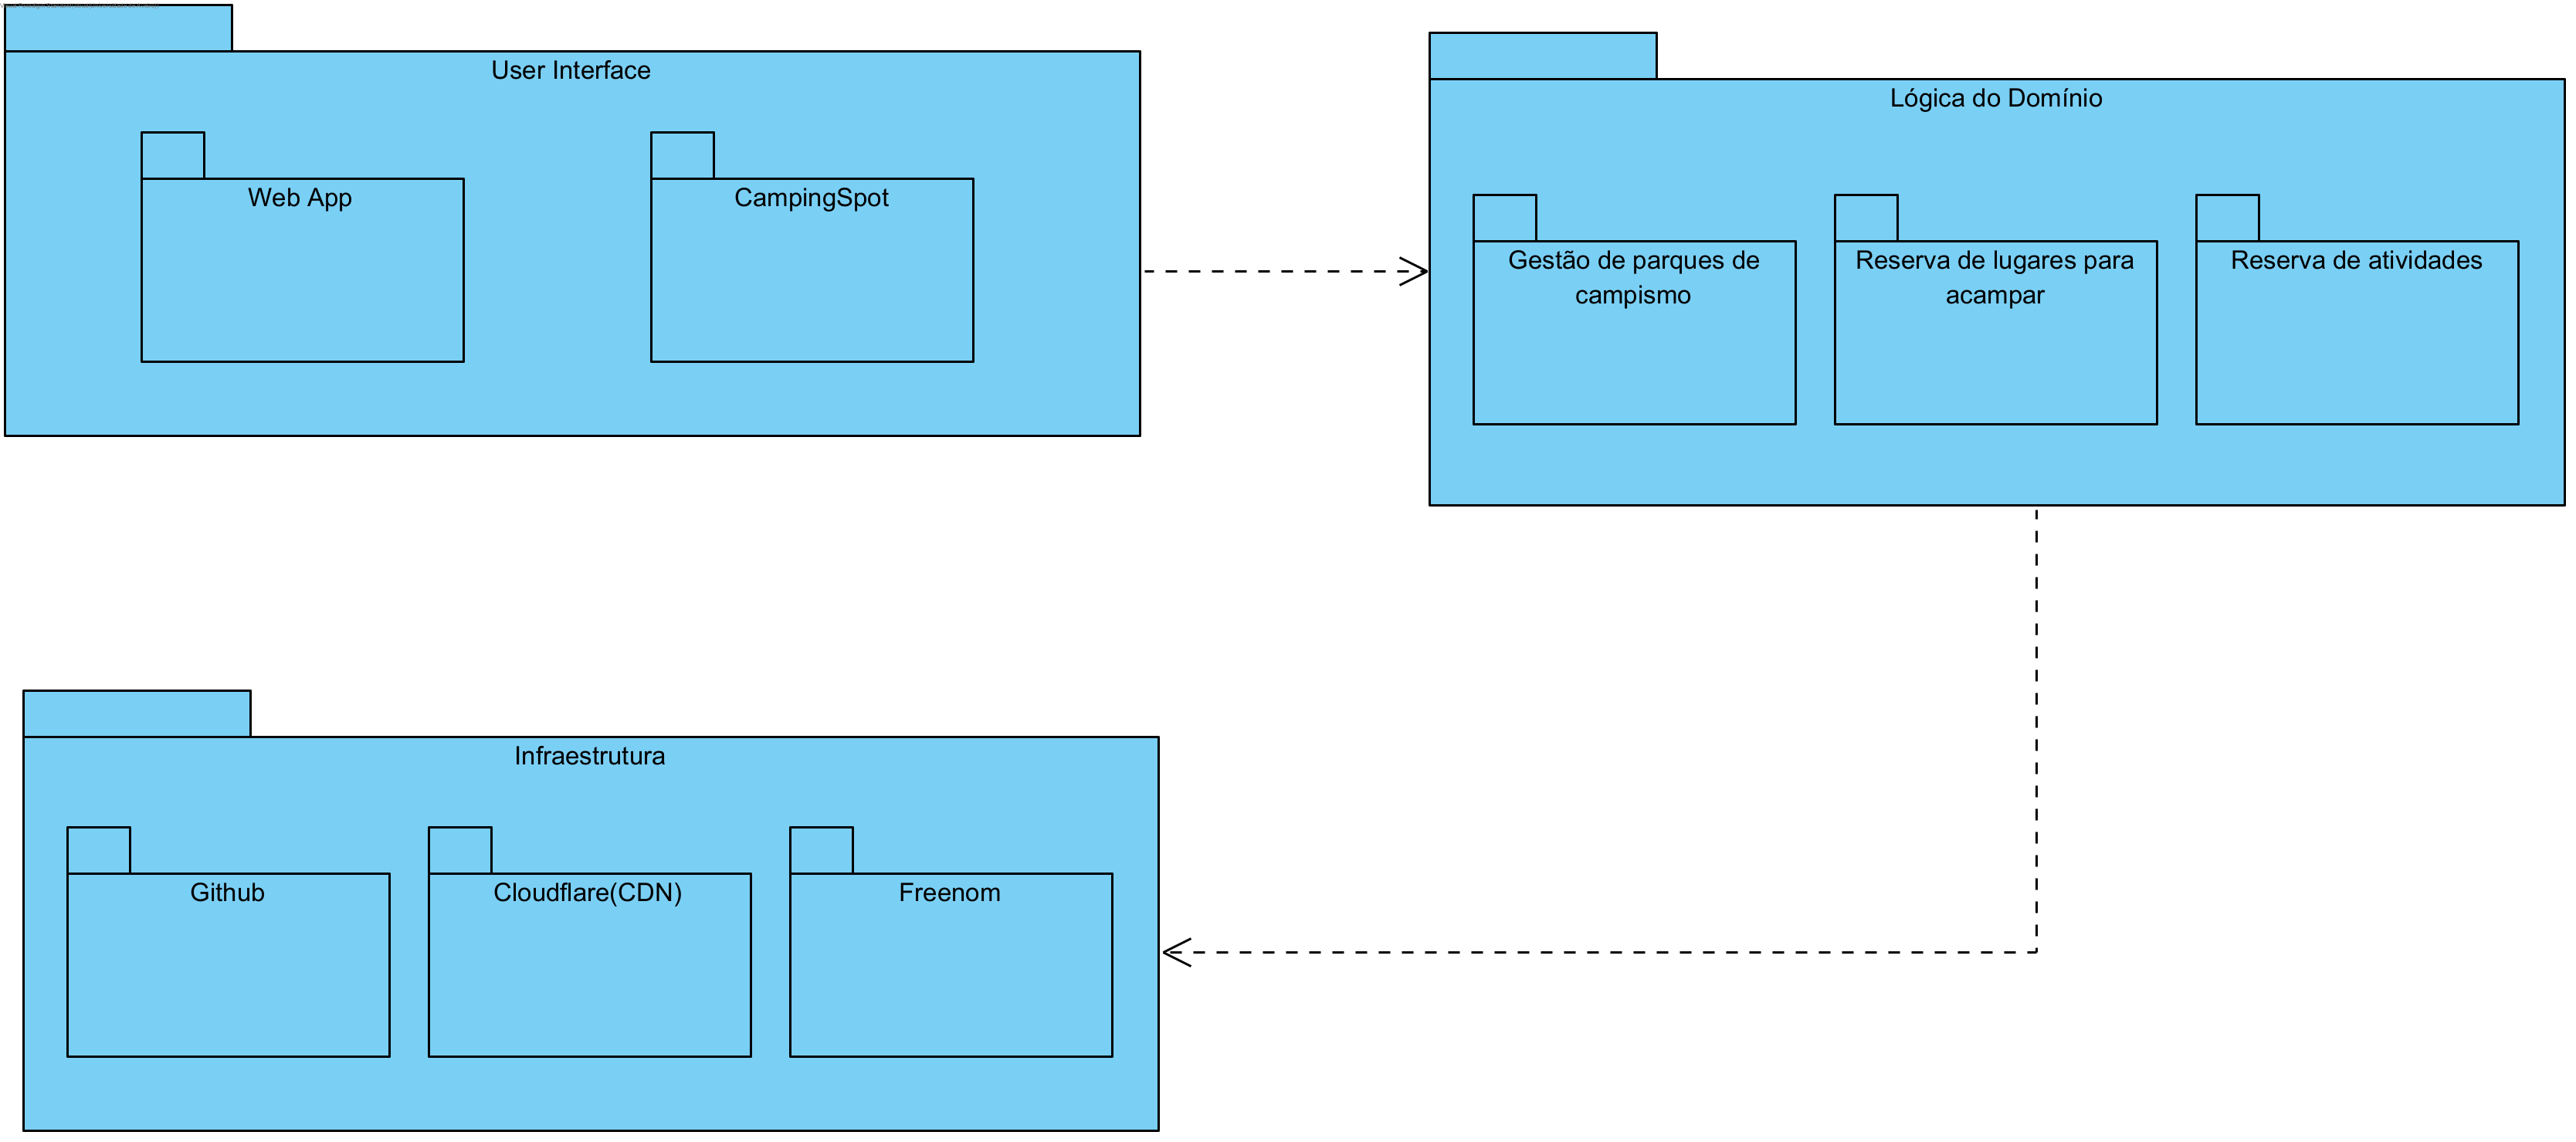 User Interface
Web App
CampingSpot
Lógica do Domínio
Gestão de parques de
campismo
Reserva de lugares para
acampar
Reserva de atividades
Infraestrutura
Github
Cloudflare(CDN)
Freenom